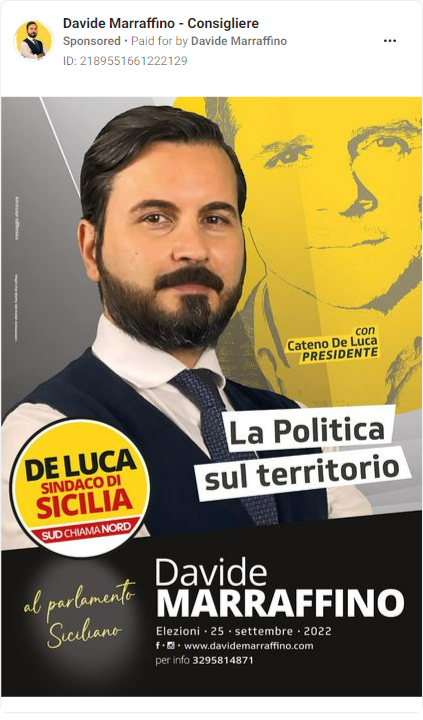 Davide Marraffino - Consigliere
Sponsored • Paid for by Davide Marraffino
ID: 2189551661222129
messaggio elettorale
con
Cateno De Luca
PRESIDENTE
La Politica
sul territorio
DE LUCA
SINDACO DI
SICILIA
SUD CHIAMA NORD
al parlamento
Siciliano
Davide
MARRAFFINO
Elezioni · 25 · settembre · 2022
www.davidemarraffino.com
per info 3295814871